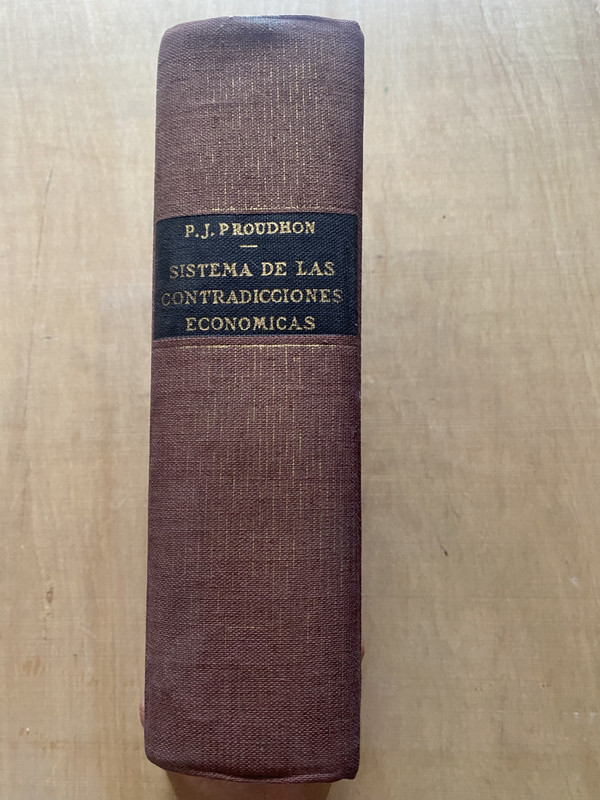 P. J. PROUDHON
SISTEMA DE LAS
CONTRADICCIONES
ECONOMICAS